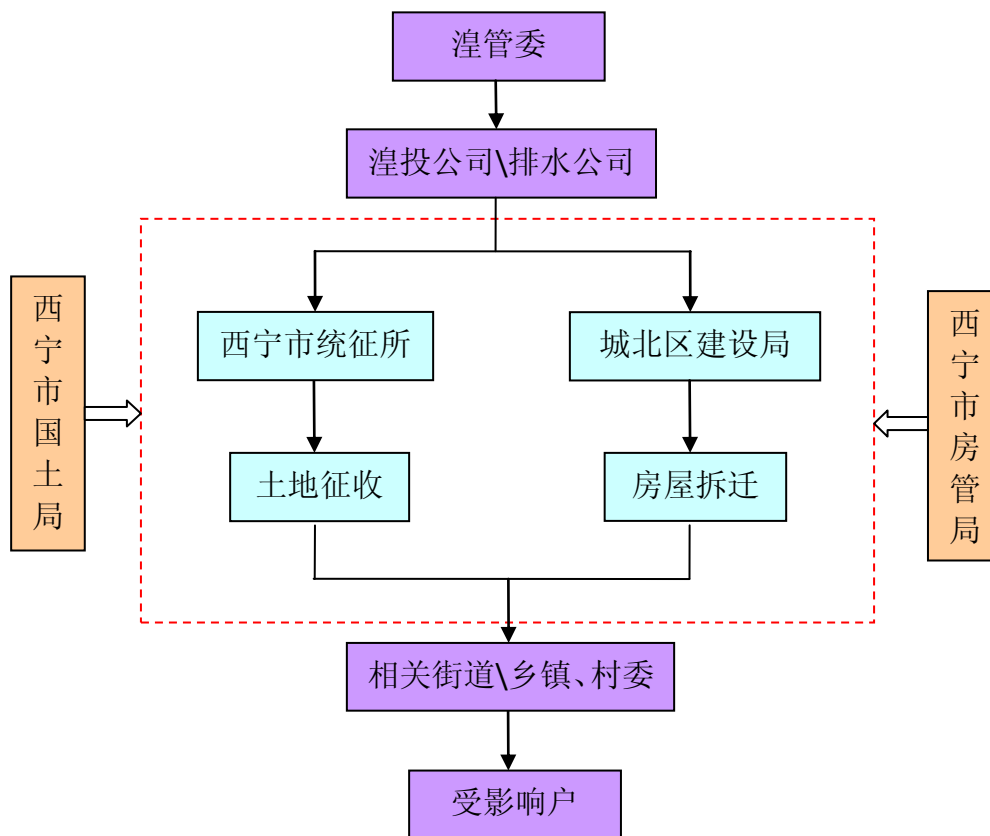 湟管委
湟投公司\排水公司
西宁市国土局
西宁市统征所
城北区建设局
西宁市房管局
土地征收
房屋拆迁
相关街道\乡镇、村委
受影响户